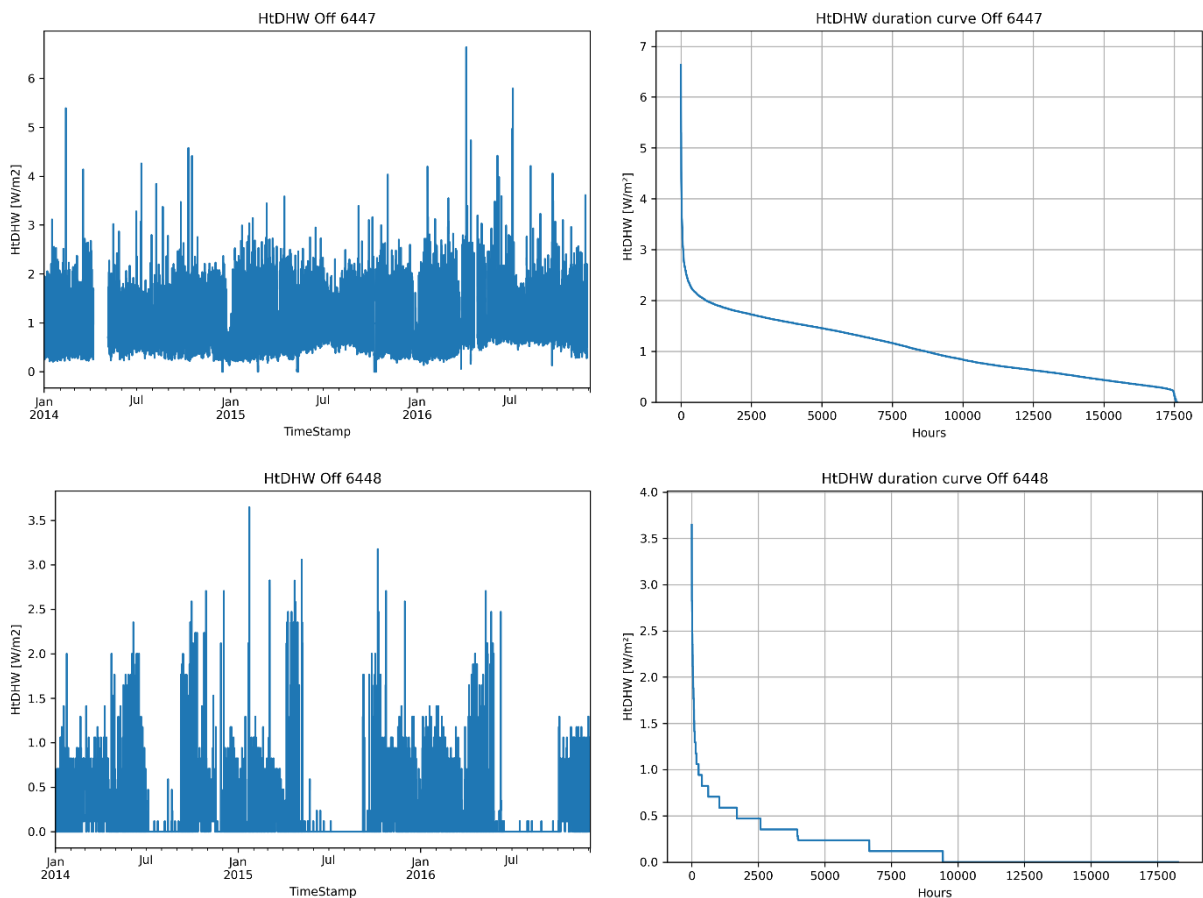 HtDHW Off 6447
HtDHW [W/m2]
6
5
4
3
2
1
0
Jan
2014
Jul
Jan
2015
Jul
Jan
2016
Jul
TimeStamp
HtDHW duration curve Off 6447
HtDHW [W/m²]
7
6
5
4
3
2
1
0
0 2500 5000 7500 10000 12500 15000 17500
Hours
HtDHW Off 6448
HtDHW [W/m2]
3.5
3.0
2.5
2.0
1.5
1.0
0.5
0.0
Jan
2014
Jul
Jan
2015
Jul
Jan
2016
Jul
TimeStamp
HtDHW duration curve Off 6448
HtDHW [W/m²]
4.0
3.5
3.0
2.5
2.0
1.5
1.0
0.5
0.0
0 2500 5000 7500 10000 12500 15000 17500
Hours